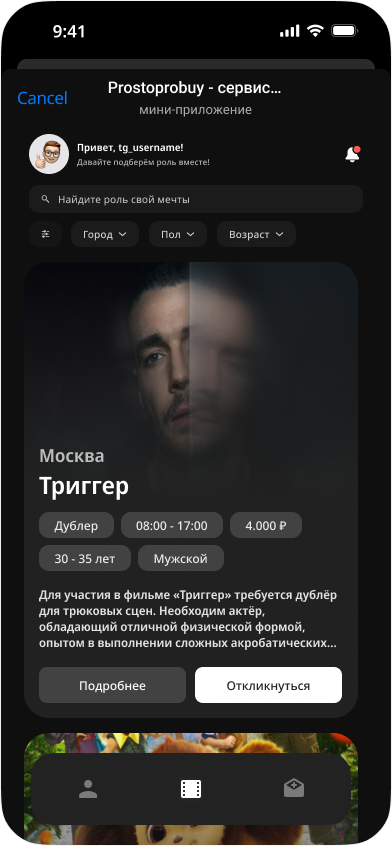 9:41
Cancel
Prostoprobuy - сервис...
мини-приложение
Привет, tg_username!
Давайте подберём роль вместе!
Найдите роль свой мечты
Город
Пол
Возраст
Москва
Триггер
Дублер
08:00 - 17:00
4.000 ₽
30 - 35 лет
Мужской
Для участия в фильме «Триггер» требуется дублёр
для трюковых сцен. Необходим актёр,
обладающий отличной физической формой,
опытом в выполнении сложных акробатических...
Подробнее
Откликнуться